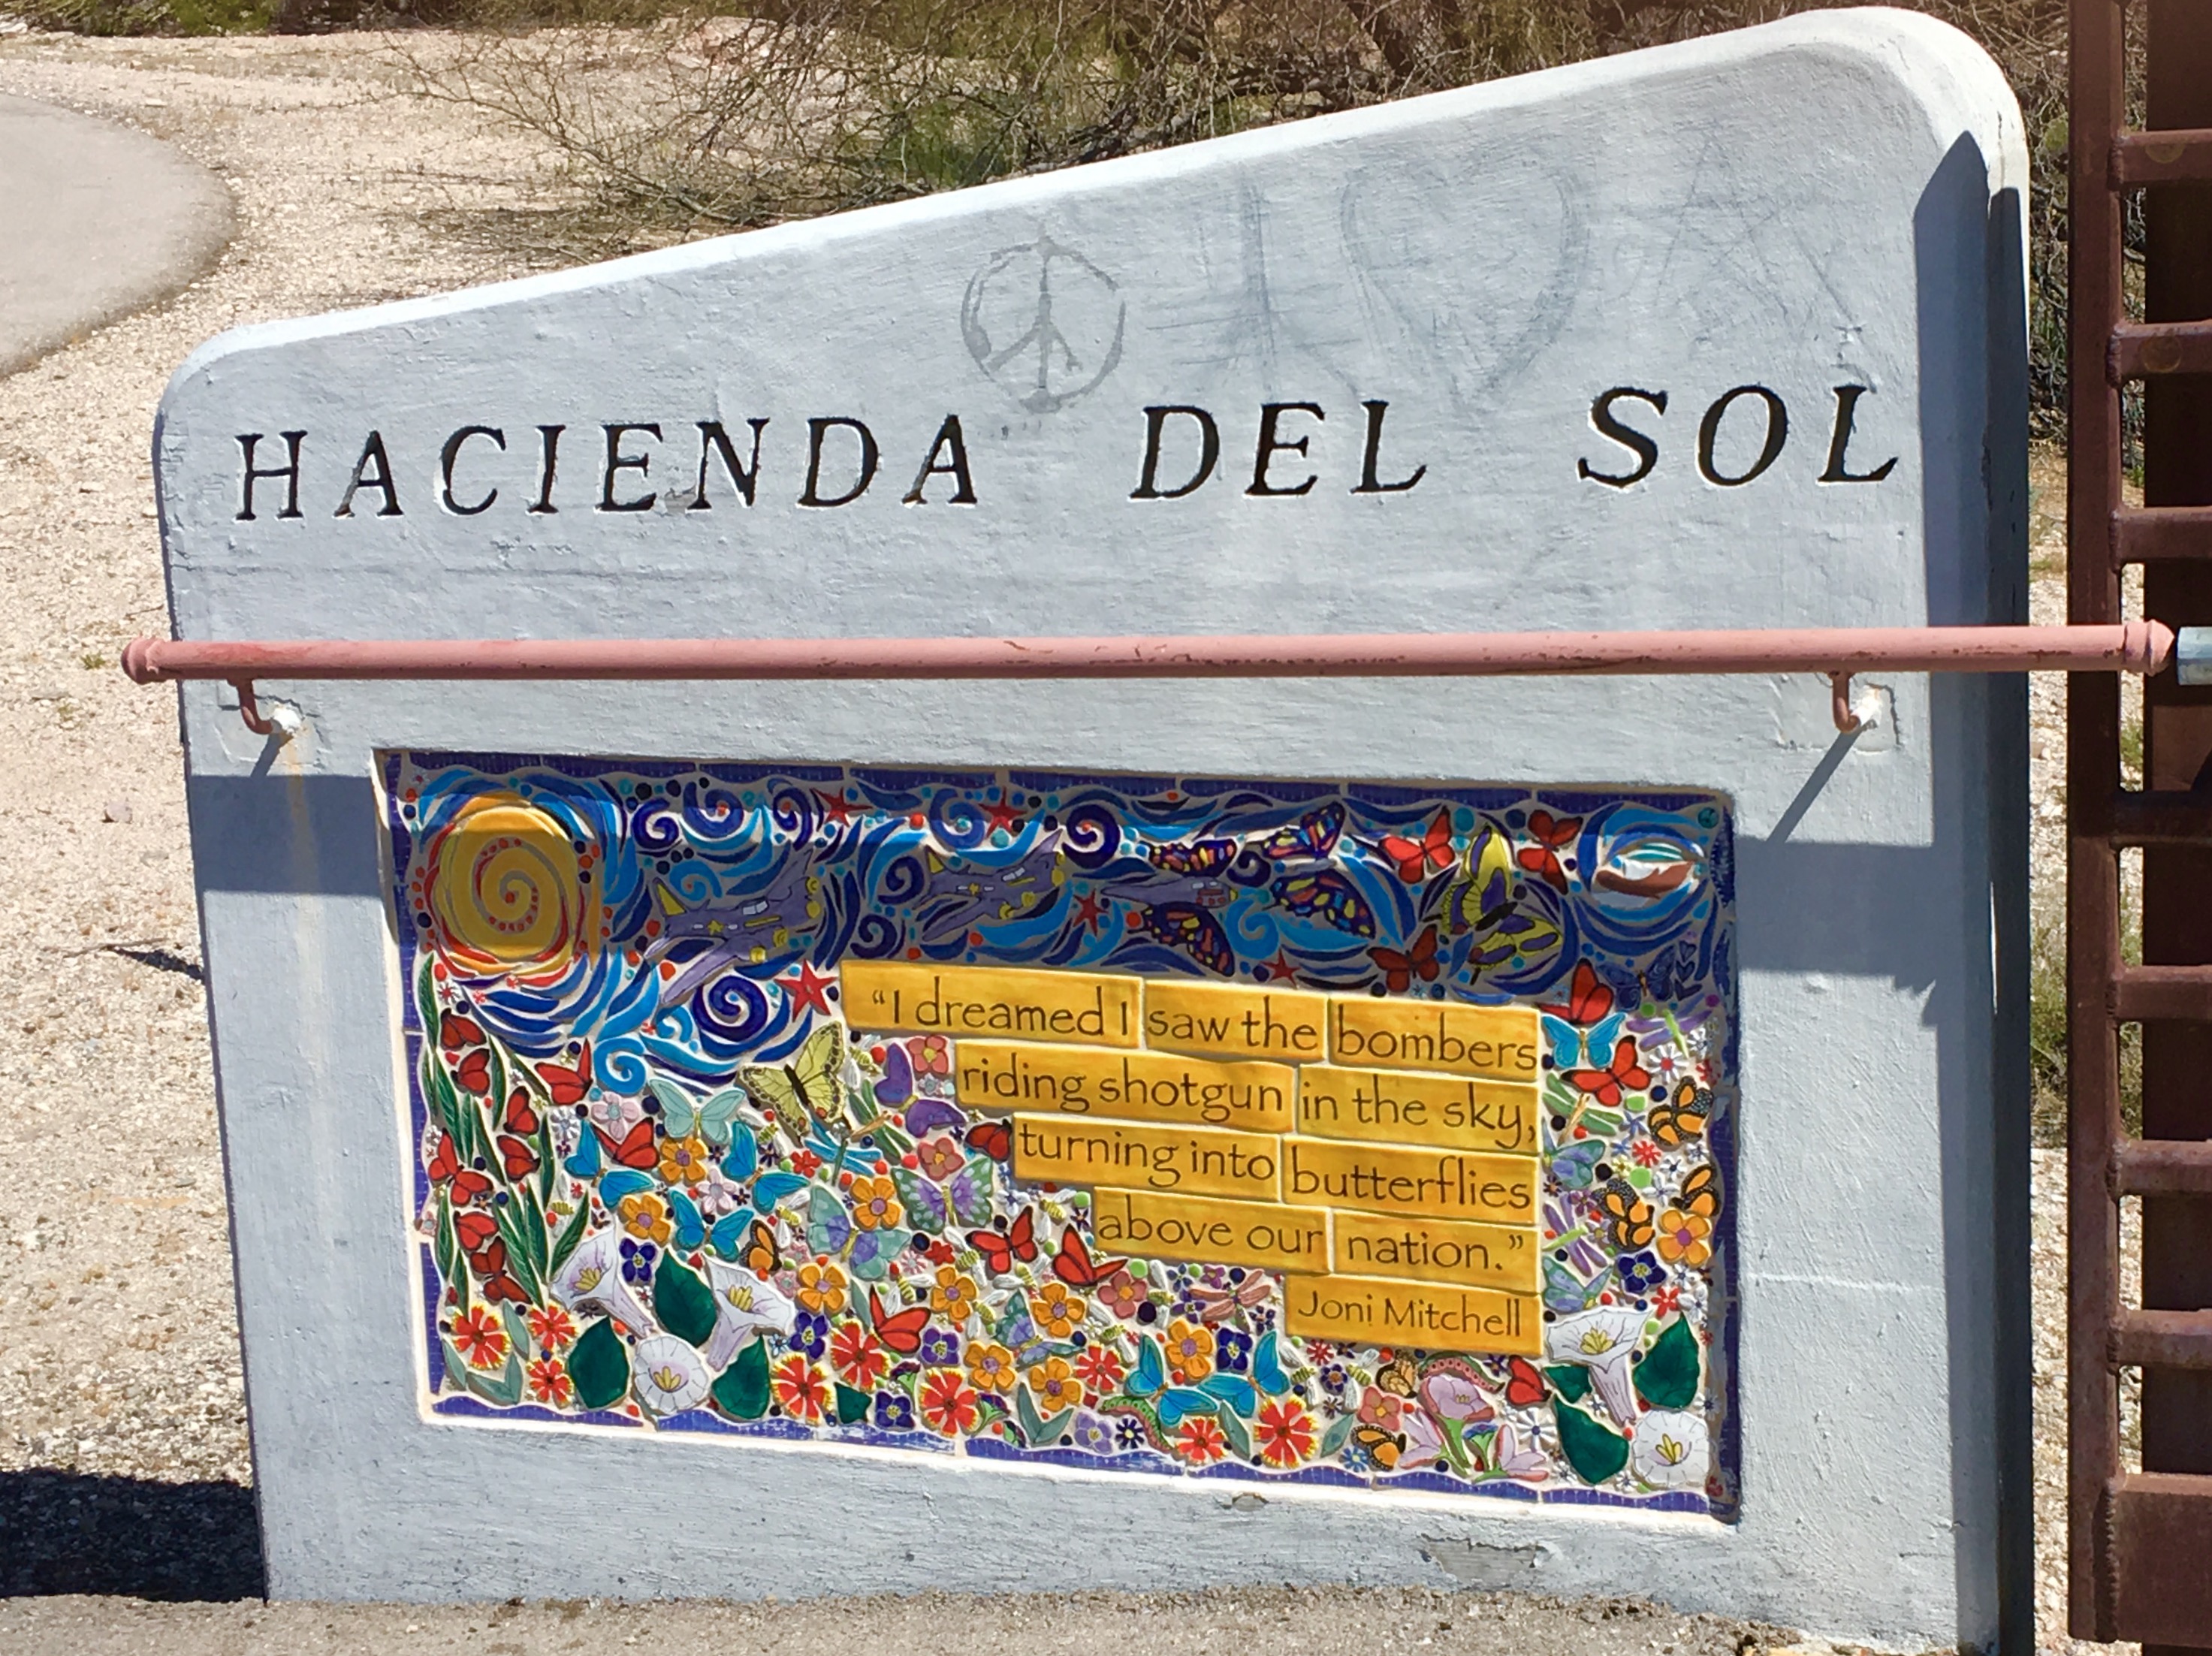 HACIENDA DEL SOL
“I dreamed I saw the bombers
riding shotgun in the sky,
turning into butterflies
above our nation.”
Joni Mitchell